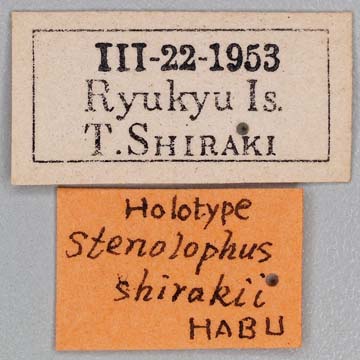 III-22-1953
Ryukyu Is.
T. SHIRAKI
Holotype
Stenolophus
shirakii
HABU